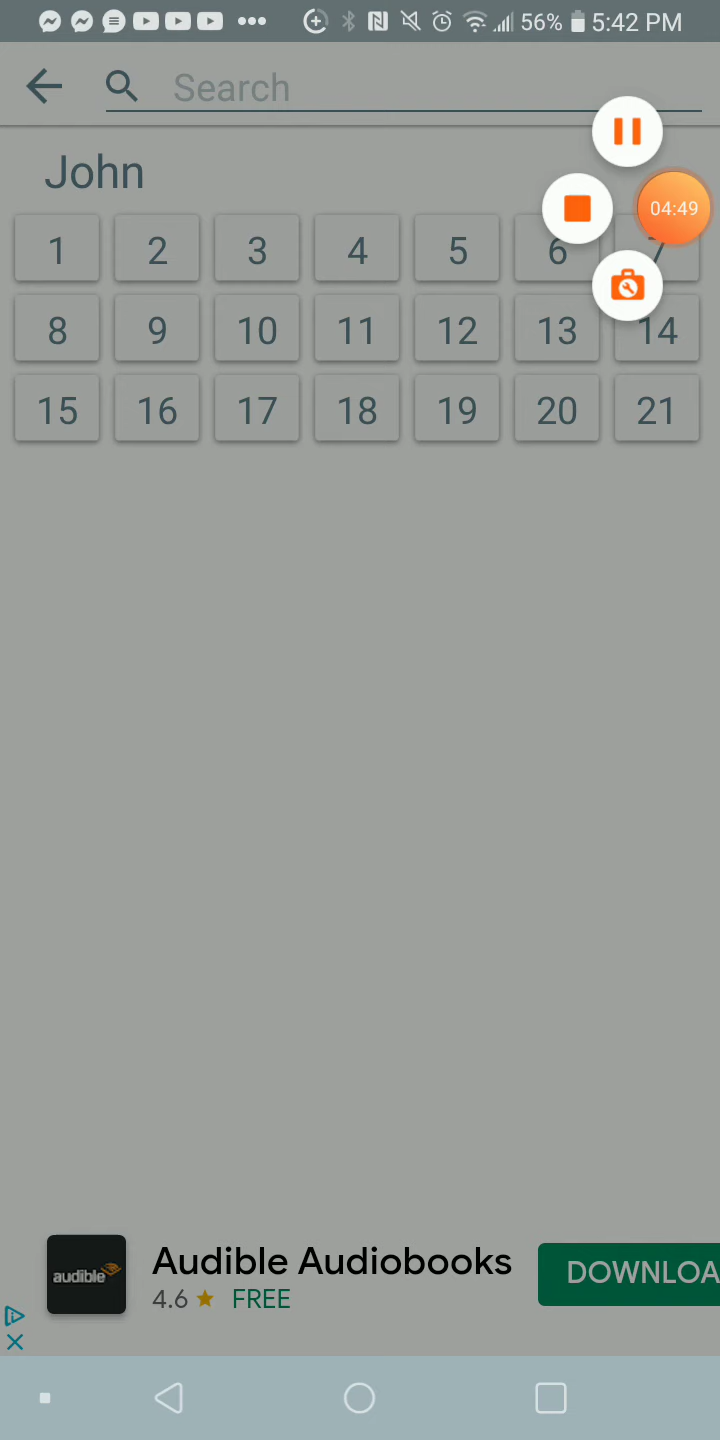 56% 5:42 PM
Search
John
04:49
1 2 3 4 5 6 7
8 9 10 11 12 13 14
15 16 17 18 19 20 21
audible
Audible Audiobooks
4.6 FREE
DOWNLOA